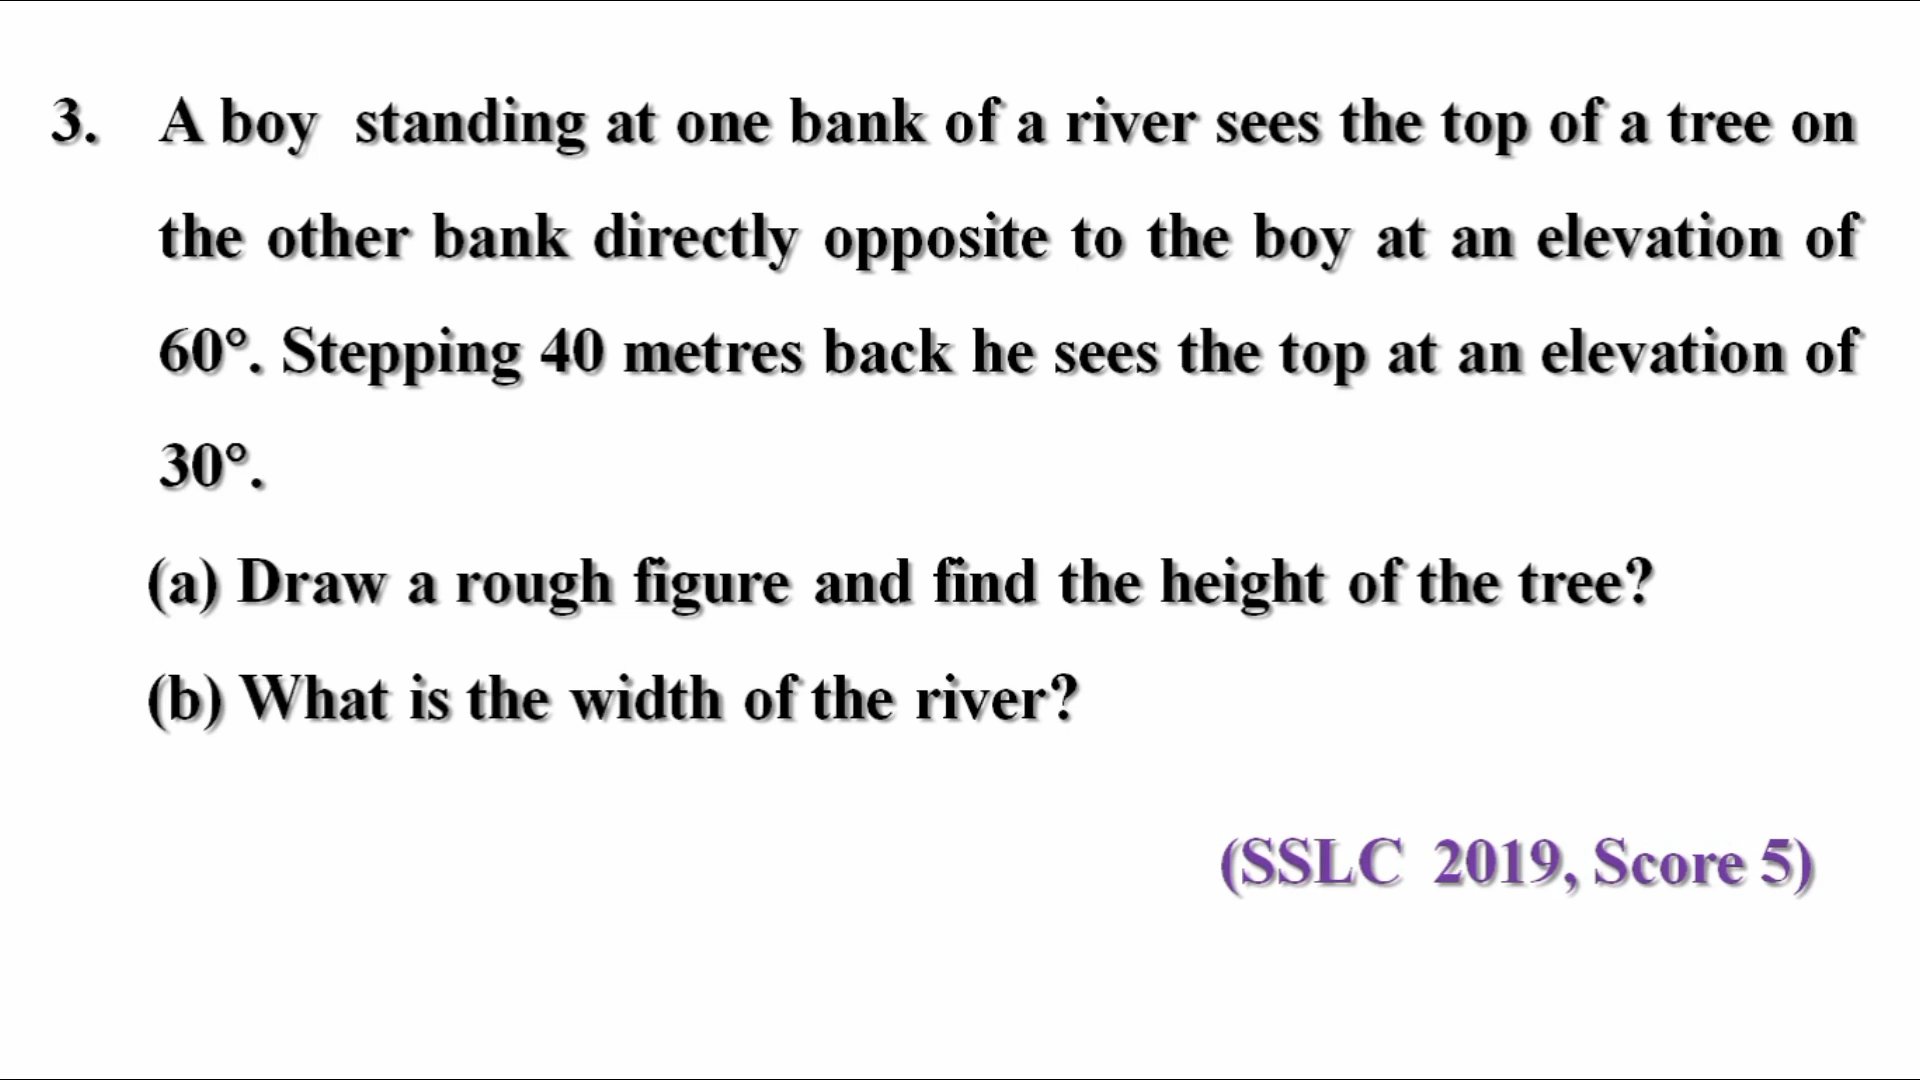 3. A boy standing at one bank of a river sees the top of a tree on
the other bank directly opposite to the boy at an elevation of
60°. Stepping 40 metres back he sees the top at an elevation of
30°.
(a) Draw a rough figure and find the height of the tree?
(b) What is the width of the river?
(SSLC 2019, Score 5)